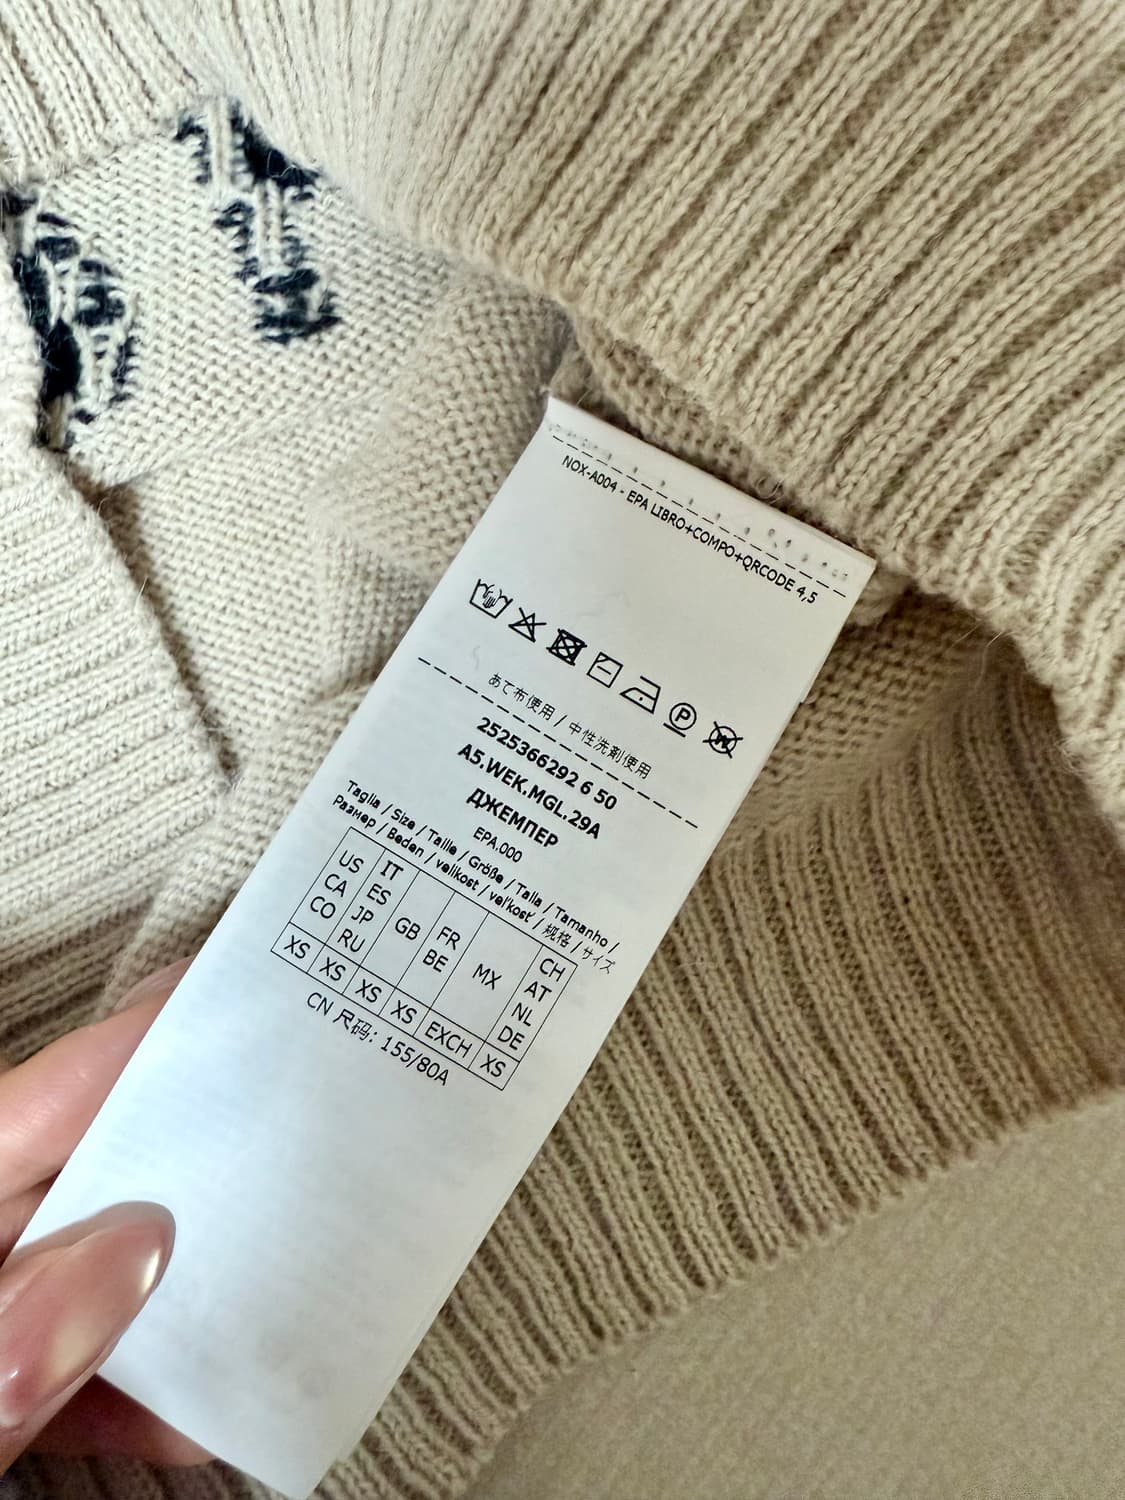 NOX-A004 - EPA LIBRO+COMPO+QRCODE 4,5
P
W
あて布使用 / 中性洗剤使用
2525366292 6 50
A5.WEK.MGL.29A
ДЖЕМПЕР
EPA.000
Taglia / Size / Taille / Größe / Talla / Tamanho /
Размер / Beden / velikost / veľkosť / 规格 / サイズ
US CA CO
IT ES JP RU
GB
FR BE
MX
CH AT NL DE
XS XS XS XS EXCH XS
CN 尺码: 155/80A